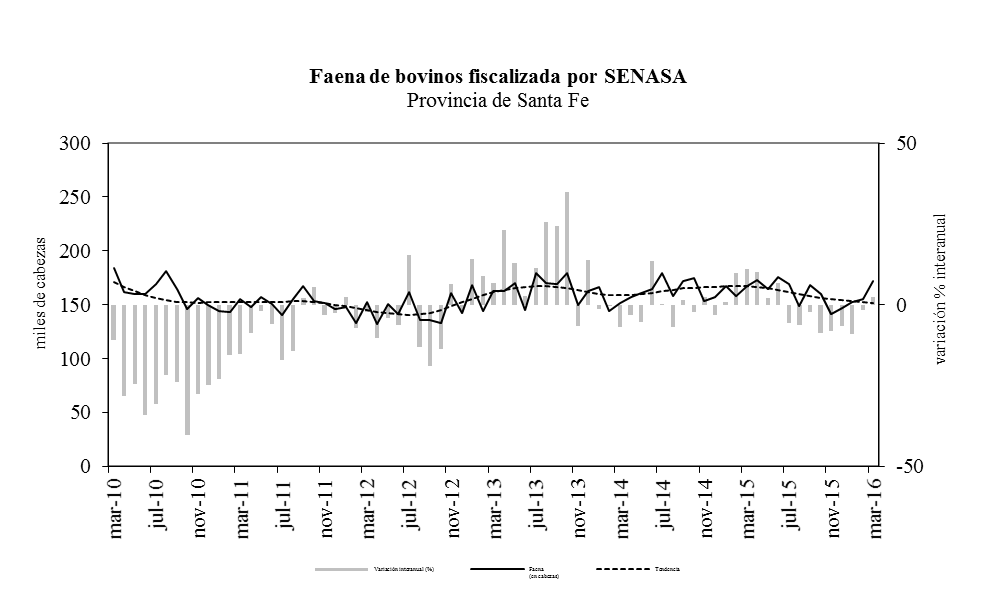 Faena de bovinos fiscalizada por SENASA
Provincia de Santa Fe
miles de cabezas
300
250
200
150
100
50
0
50
0
-50
variación % interanual
mar-10
jul-10
nov-10
mar-11
jul-11
nov-11
mar-12
jul-12
nov-12
mar-13
jul-13
nov-13
mar-14
jul-14
nov-14
mar-15
jul-15
nov-15
mar-16
Variación interanual (%)
Faena
(en cabezas)
Tendencia